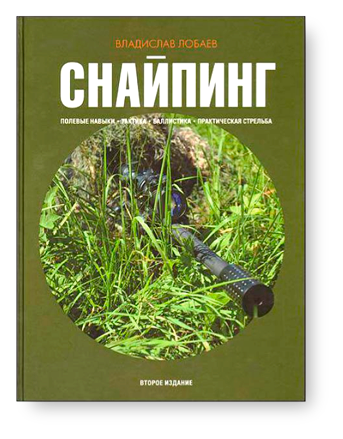 ВЛАДИСЛАВ ЛОБАЕВ
СНАЙПИНГ
ПОЛЕВЫЕ НАВЫКИ • ТАКТИКА • БАЛЛИСТИКА • ПРАКТИЧЕСКАЯ СТРЕЛЬБА
ВТОРОЕ ИЗДАНИЕ